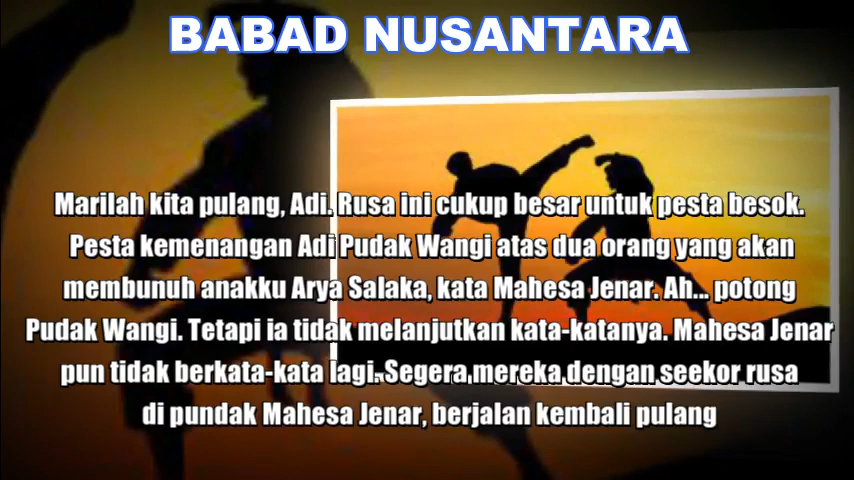 BABAD NUSANTARA
Marilah kita pulang, Adi. Rusa ini cukup besar untuk pesta besok.
Pesta kemenangan Adi Pudak Wangi atas dua orang yang akan
membunuh anakku Arya Salaka, kata Mahesa Jenar. Ah... potong
Pudak Wangi. Tetapi ia tidak melanjutkan kata-katanya. Mahesa Jenar
pun tidak berkata-kata lagi. Segera mereka dengan seekor rusa
di pundak Mahesa Jenar, berjalan kembali pulang